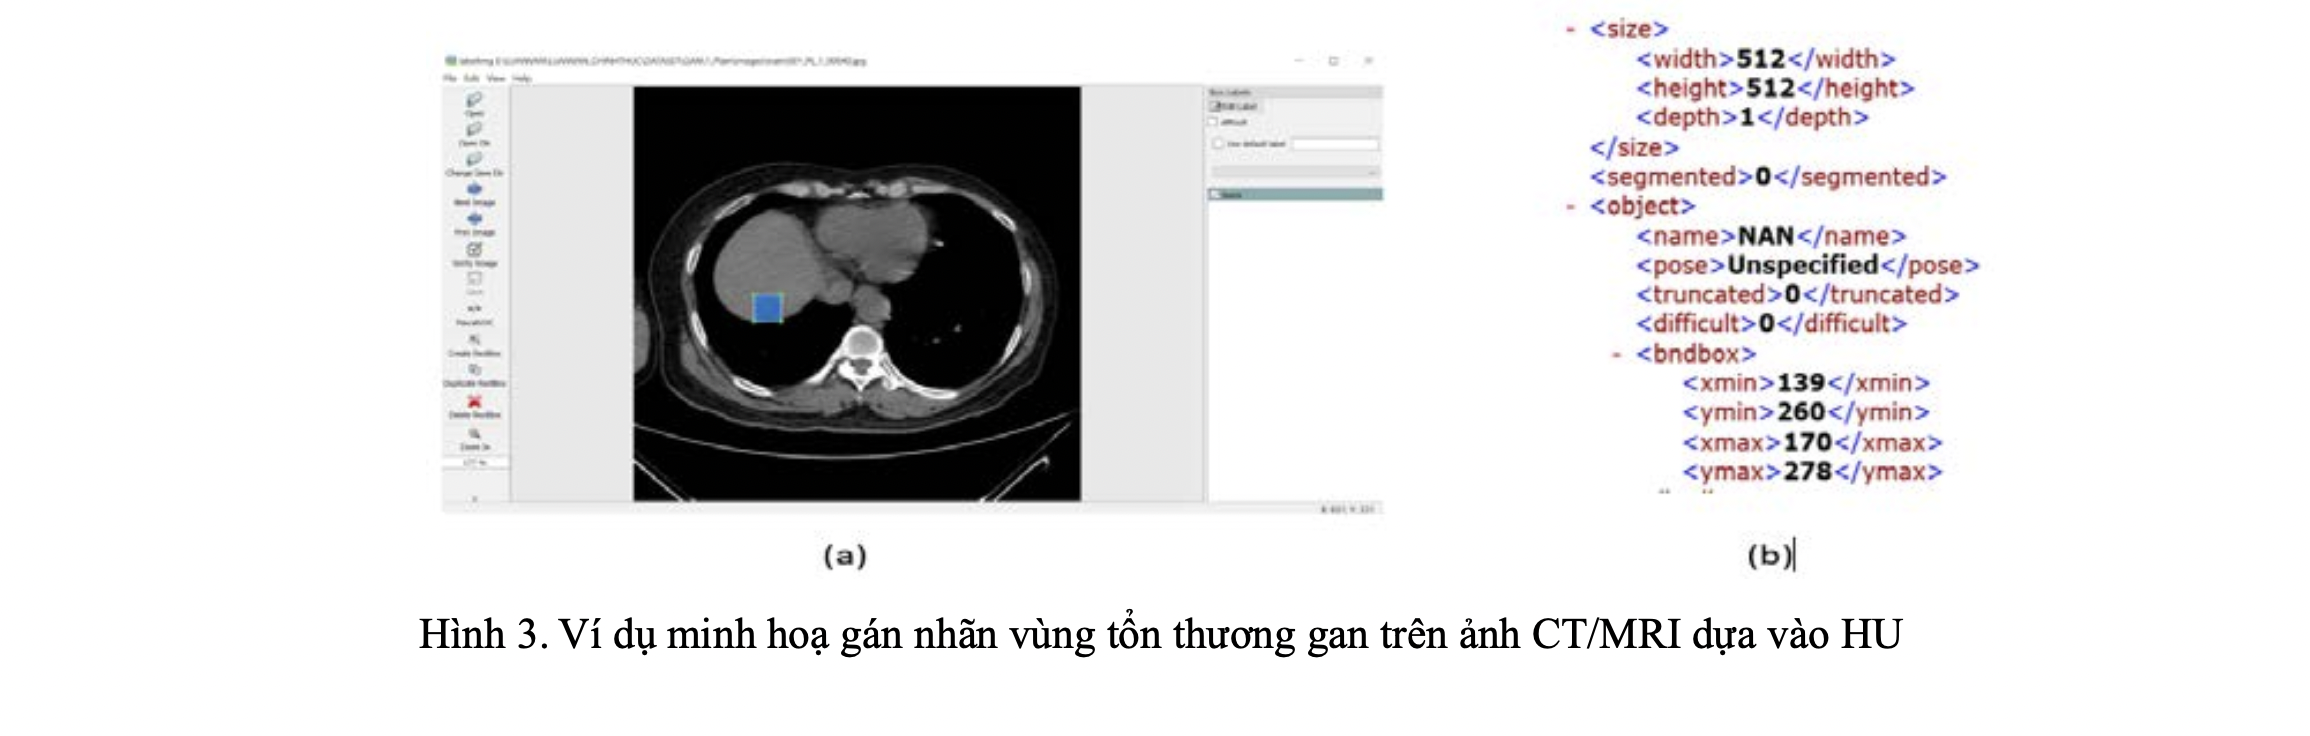 File Edit View Help
Open
Open Dir
Change Save Dir
Next Image
Prev Image
Verify Image
Save
PascalVOC
Create RectBox
Duplicate RectBox
Delete RectBox
Zoom In
Box Labels
Edit Label
difficult
Use default label
(a)
- <size>
<width>512</width>
<height>512</height>
<depth>1</depth>
</size>
<segmented>0</segmented>
- <object>
<name>NAN</name>
<pose>Unspecified</pose>
<truncated>0</truncated>
<difficult>0</difficult>
- <bndbox>
<xmin>139</xmin>
<ymin>260</ymin>
<xmax>170</xmax>
<ymax>278</ymax>
(b)
Hình 3. Ví dụ minh hoạ gán nhãn vùng tổn thương gan trên ảnh CT/MRI dựa vào HU